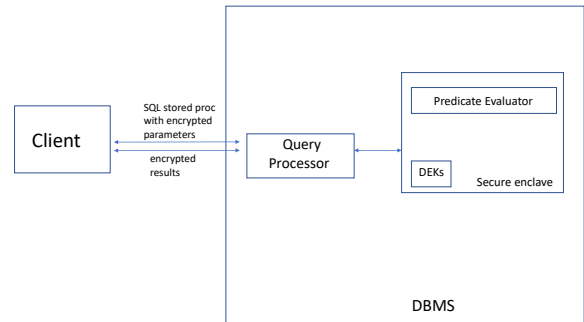 Client
SQL stored proc
with encrypted
parameters
encrypted
results
Query
Processor
Predicate Evaluator
DEKs
Secure enclave
DBMS